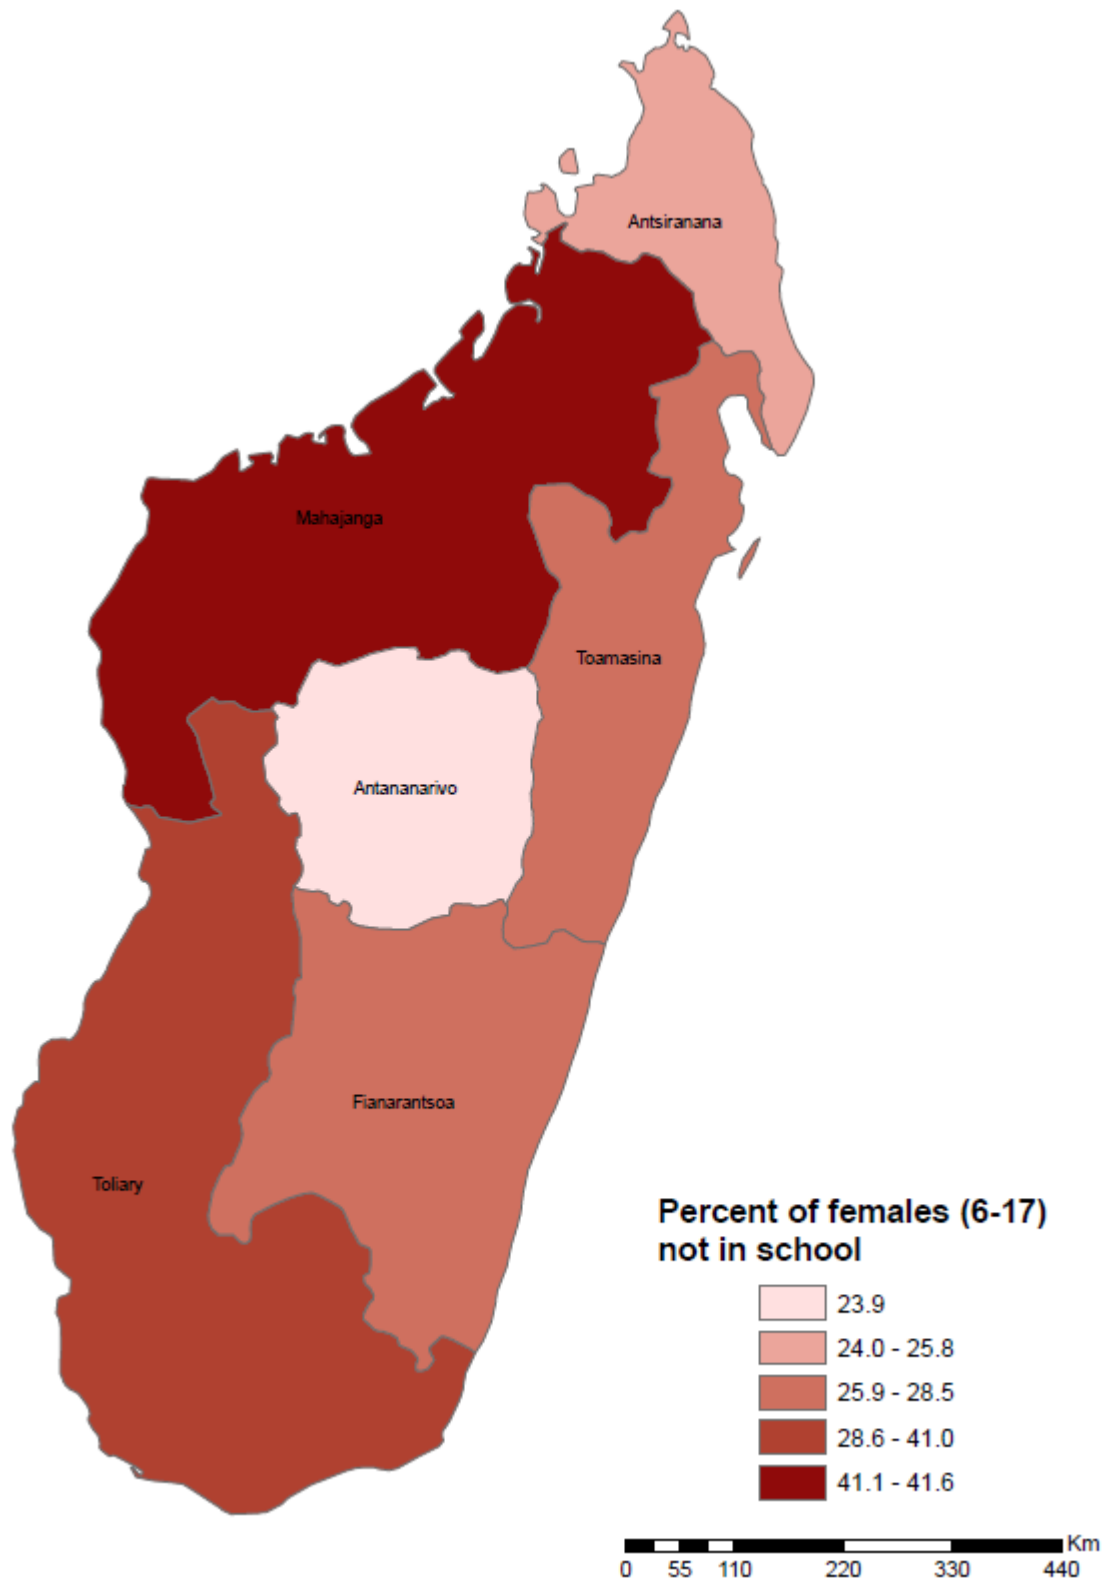 Antsiranana
Mahajanga
Toamasina
Antananarivo
Fianarantsoa
Toliary
Percent of females (6-17)
not in school
23.9
24.0 - 25.8
25.9 - 28.5
28.6 - 41.0
41.1 - 41.6
Km
0 55 110 220 330 440